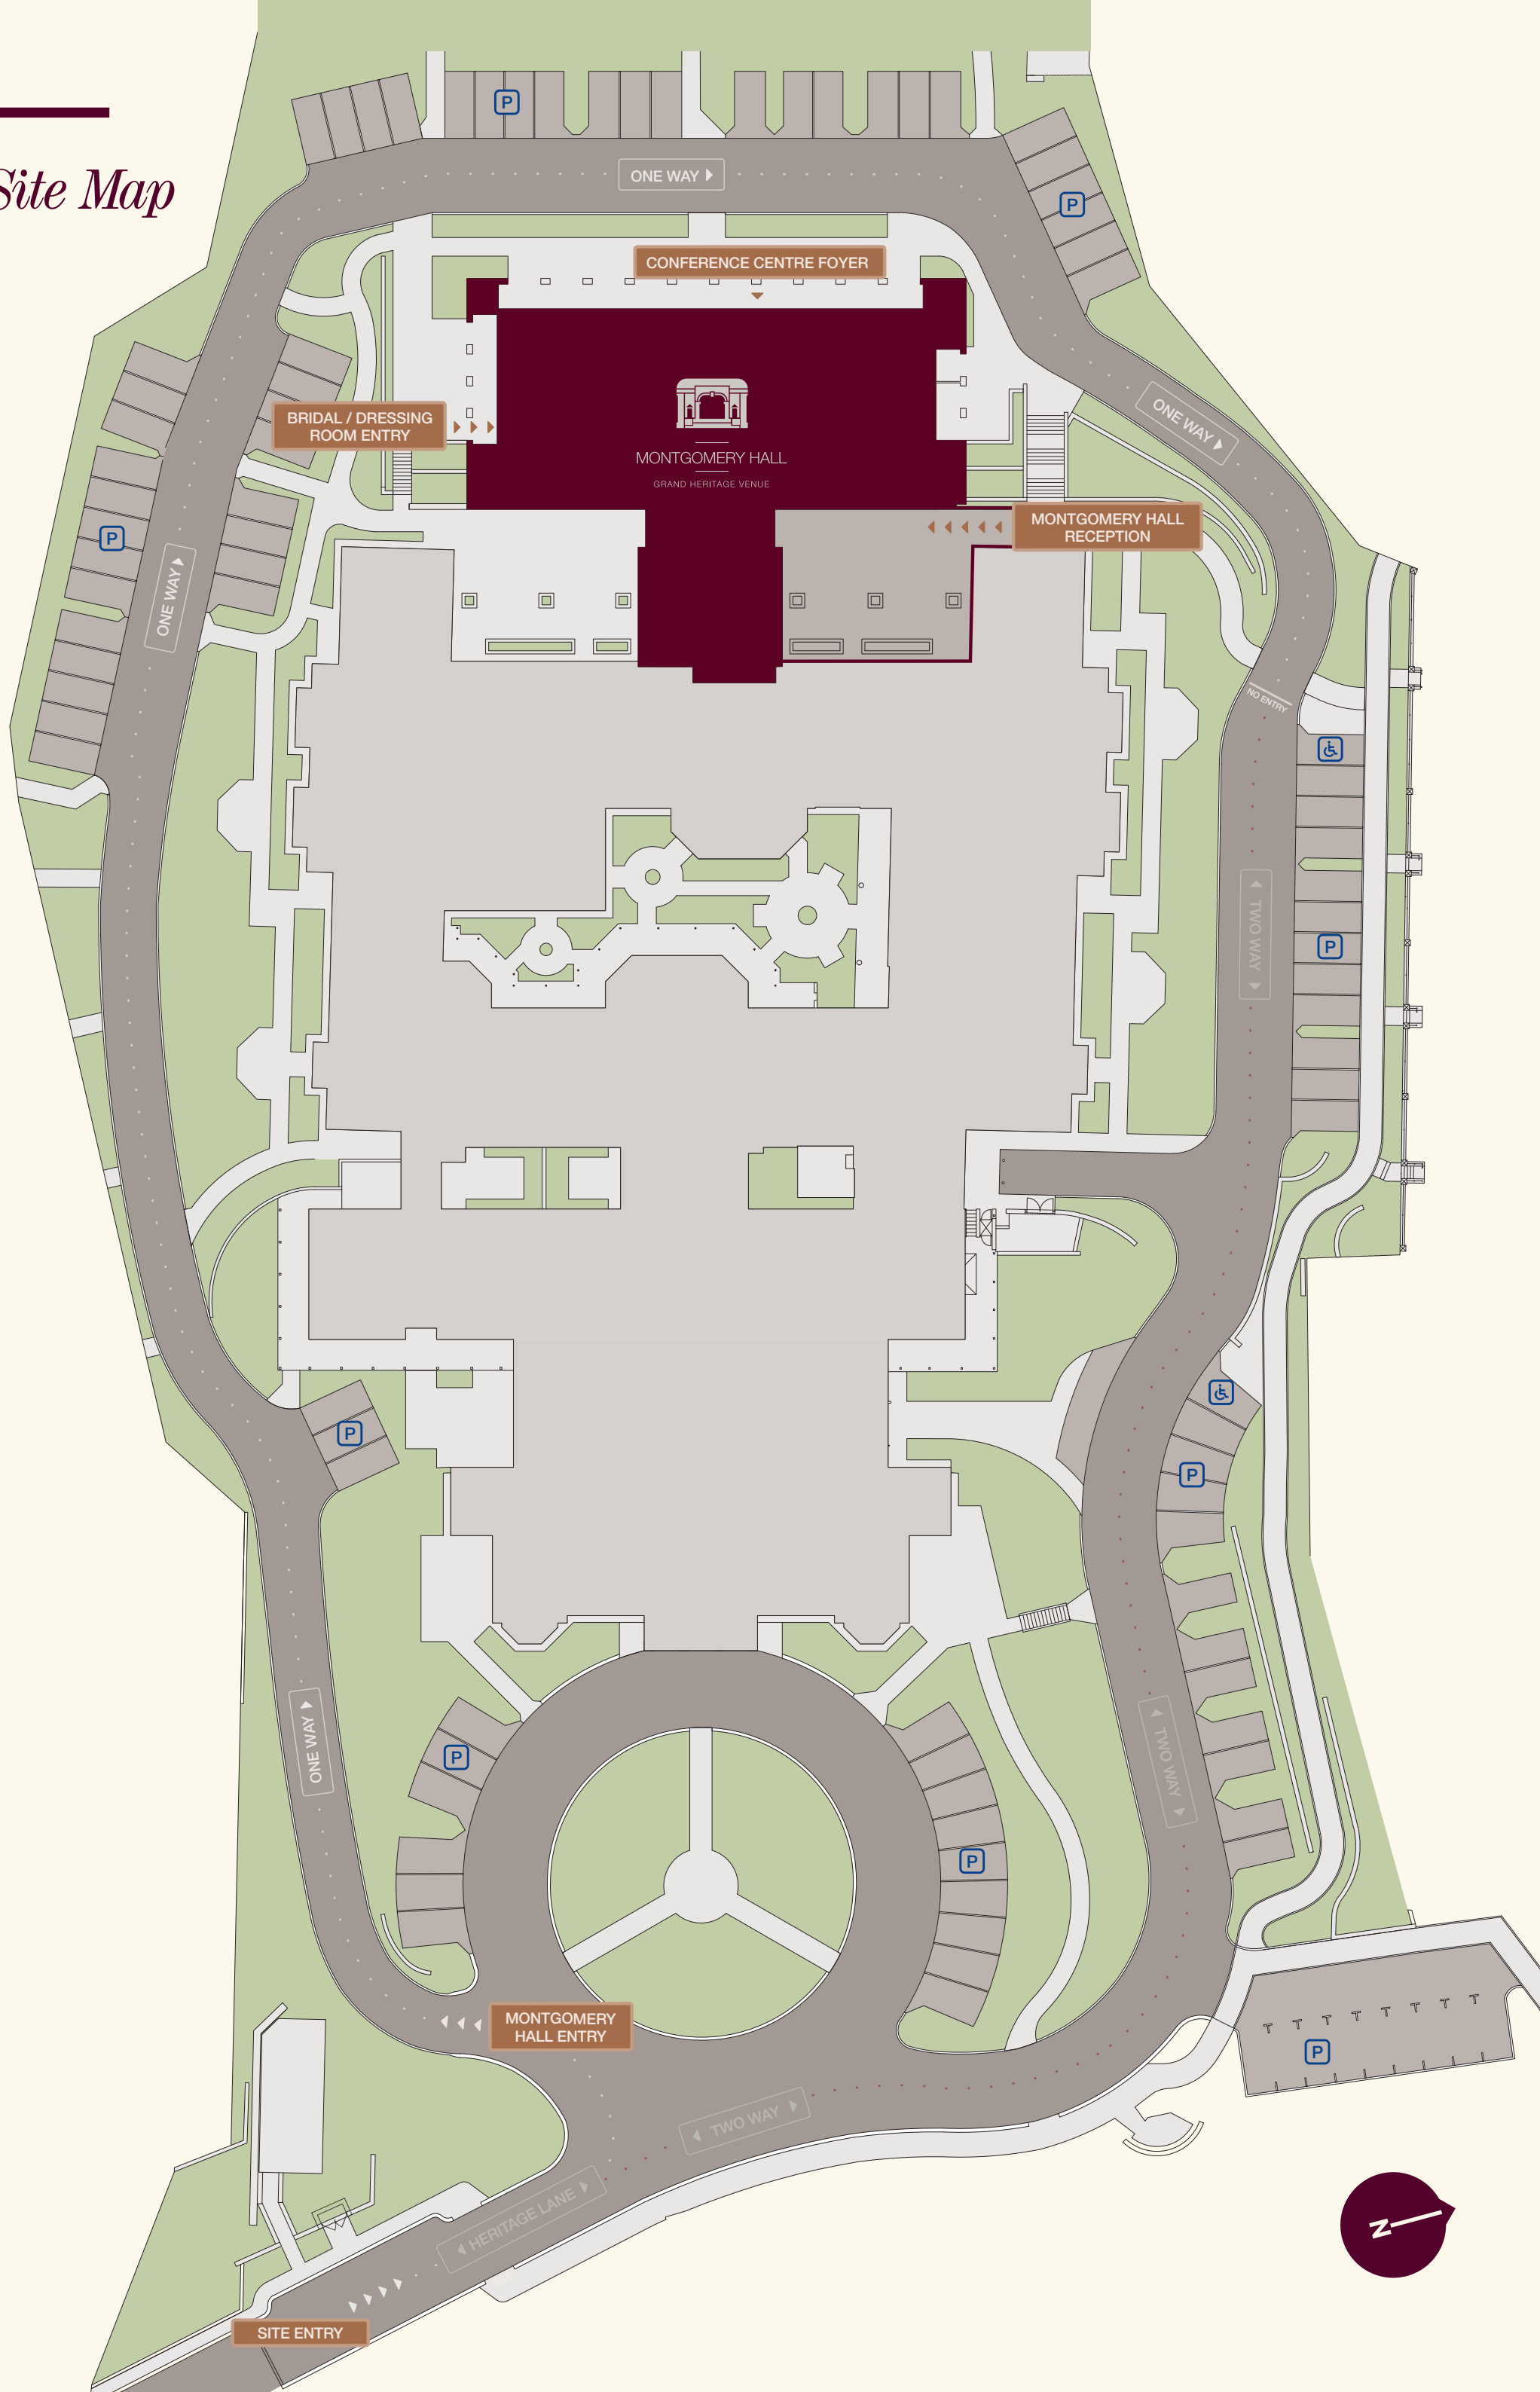 Site Map
P
ONE WAY
P
CONFERENCE CENTRE FOYER
BRIDAL / DRESSING
ROOM ENTRY
ONE WAY
MONTGOMERY HALL
GRAND HERITAGE VENUE
MONTGOMERY HALL
RECEPTION
P
ONE WAY
NO ENTRY
TWO WAY
P
P
P
ONE WAY
P
TWO WAY
P
MONTGOMERY
HALL ENTRY
P
TWO WAY
HERITAGE LANE
N
SITE ENTRY